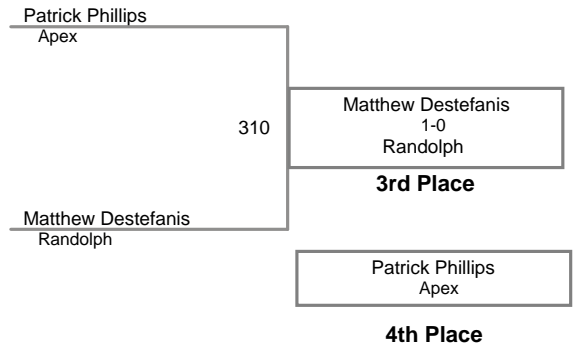 Patrick Phillips
Apex
310
Matthew Destefanis
1-0
Randolph
3rd Place
Matthew Destefanis
Randolph
Patrick Phillips
Apex
4th Place